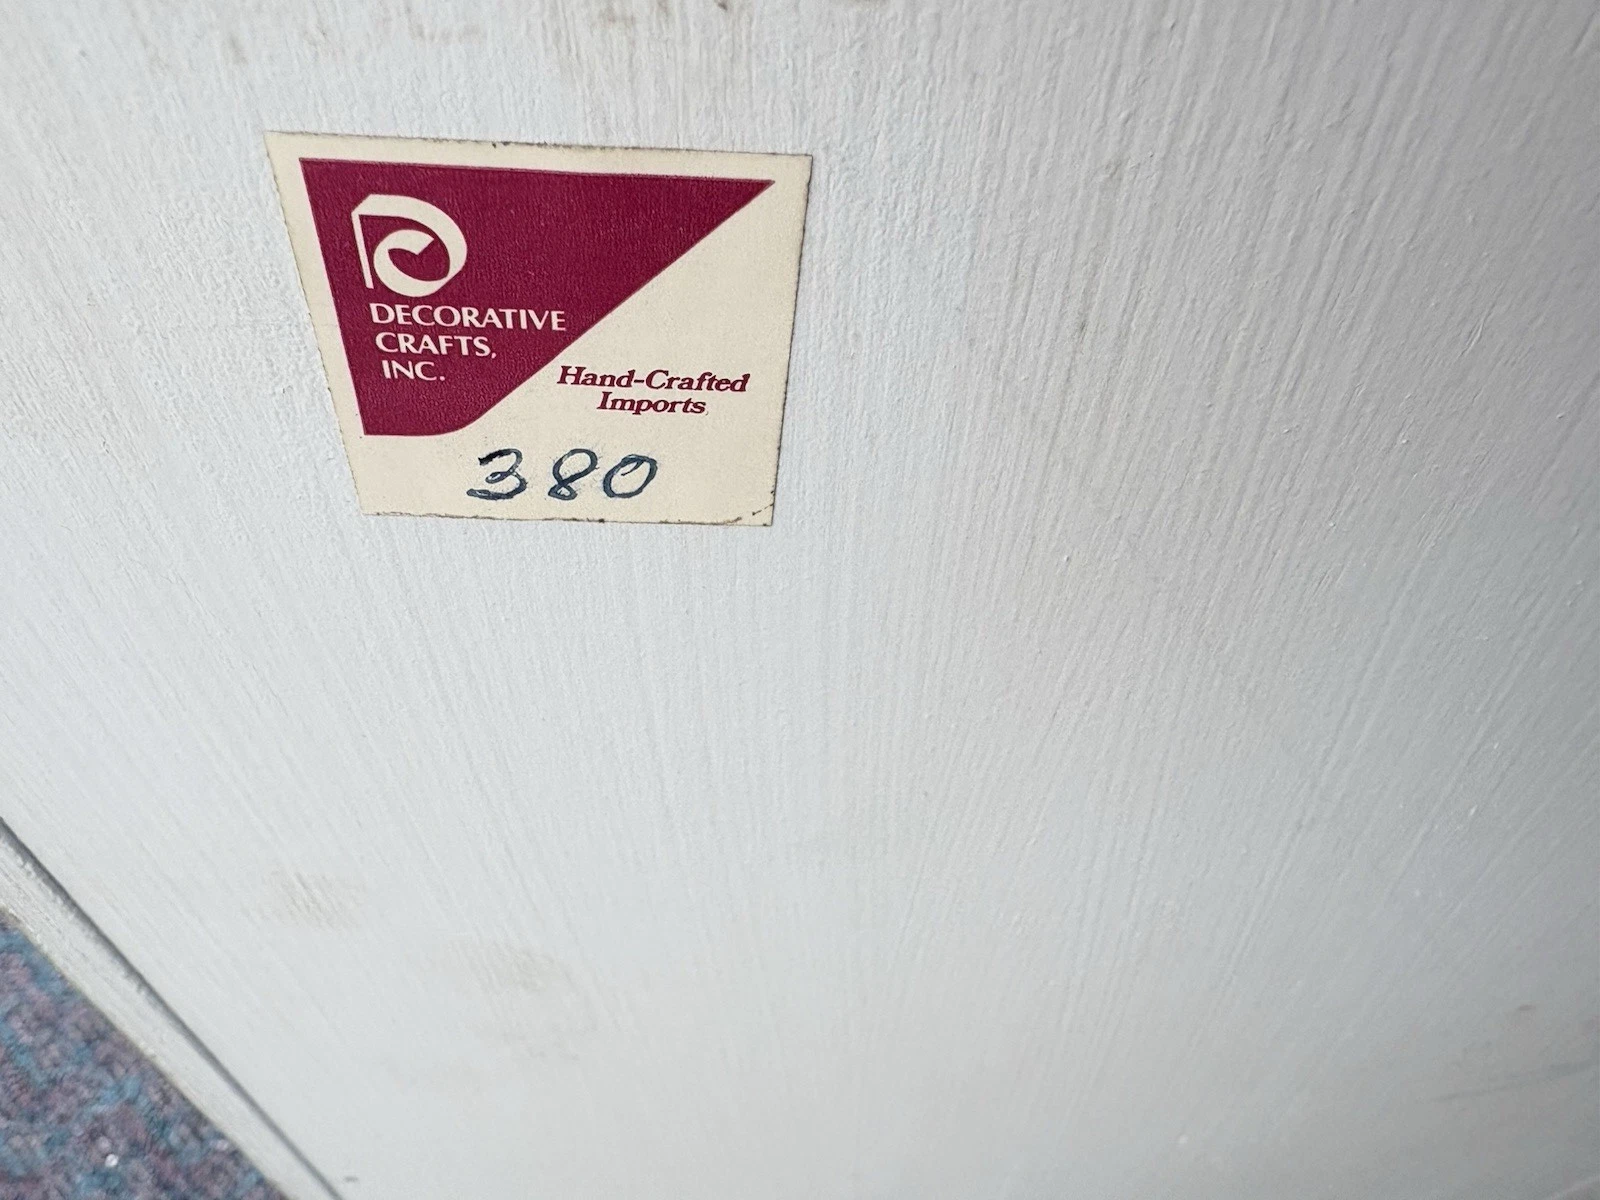 DECORATIVE
CRAFTS,
INC.
Hand-Crafted
Imports
380